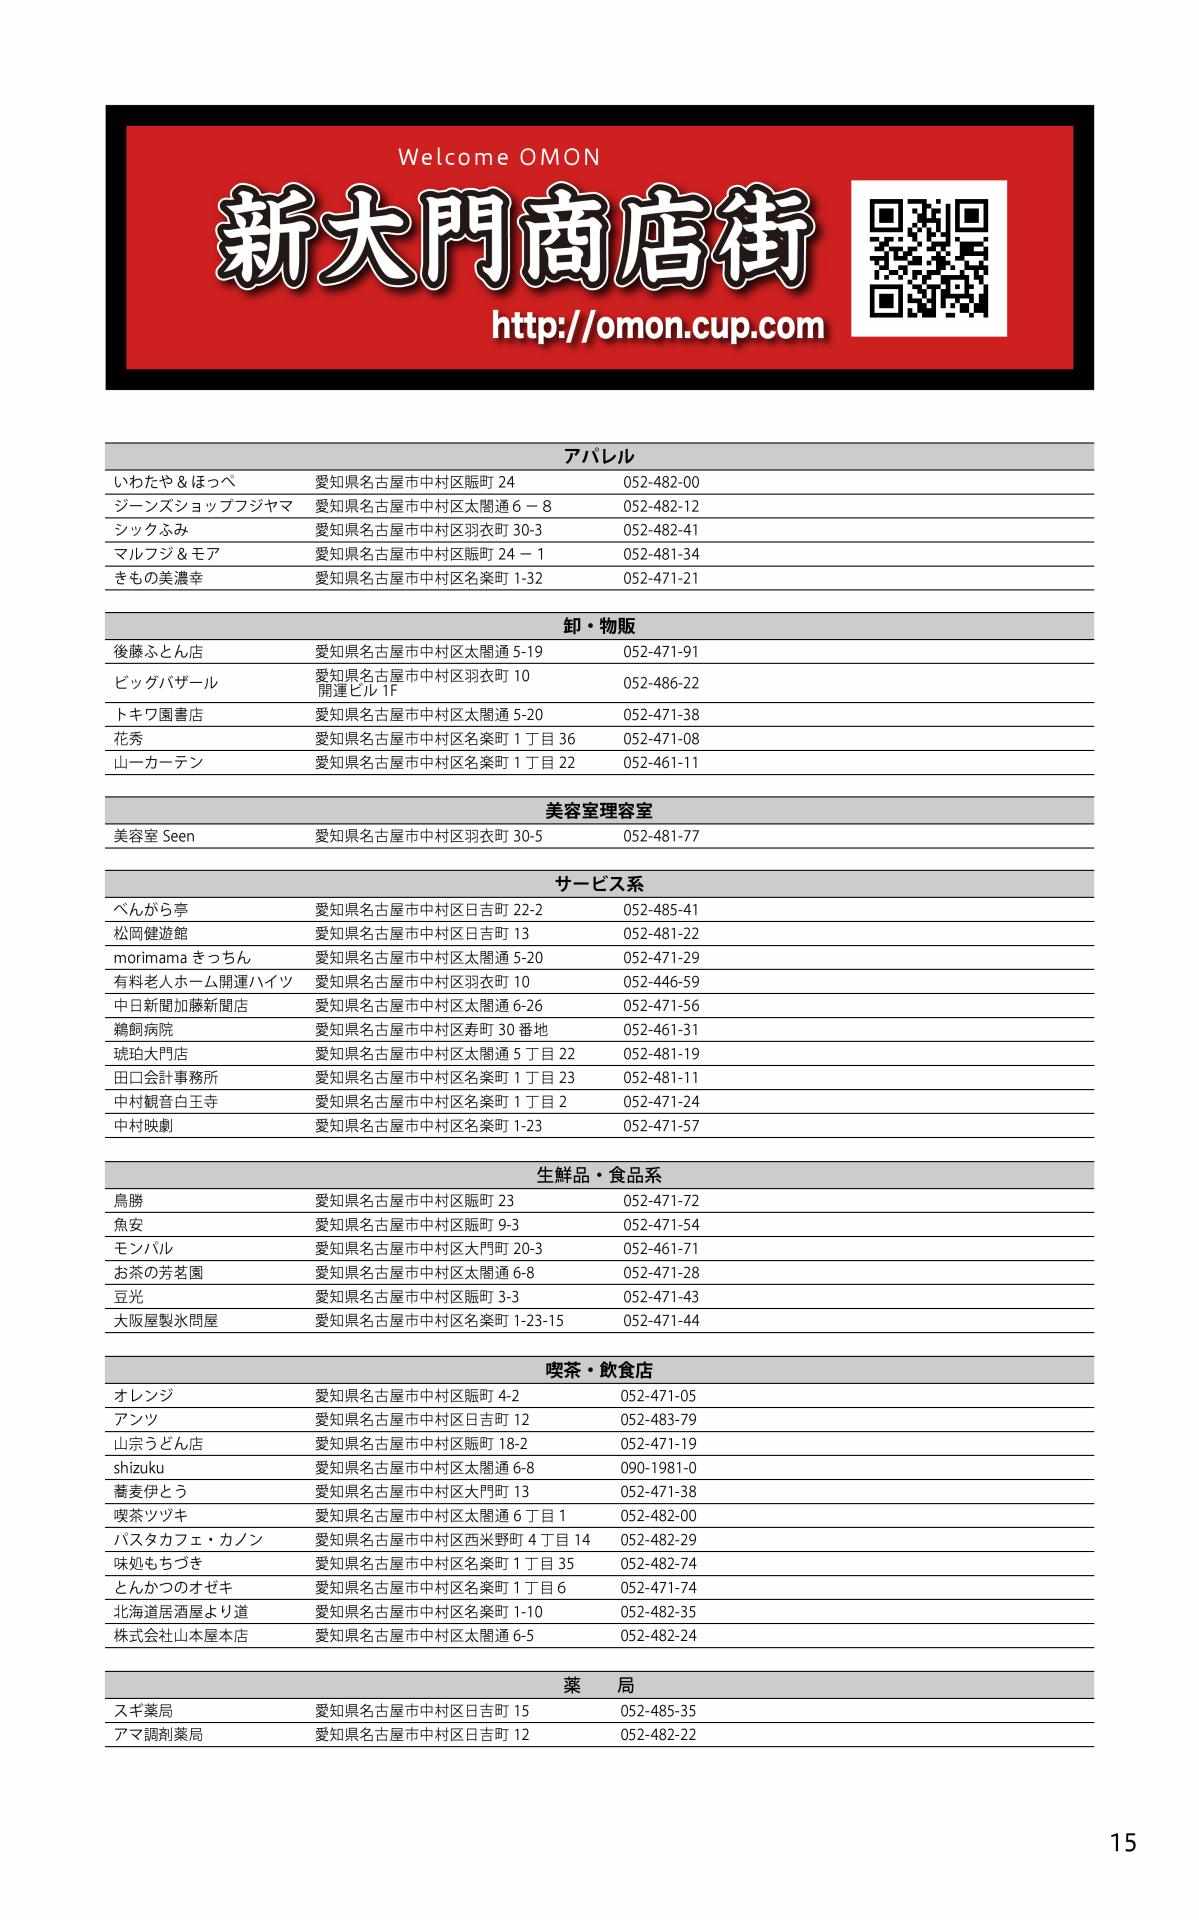 Welcome OMON
新大門商店街
http://omon.cup.com
アパレル
いわたや＆ほっぺ 愛知県名古屋市中村区賑町 24 052-482-00
ジーンズショップフジヤマ 愛知県名古屋市中村区太閤通６－８ 052-482-12
シックふみ 愛知県名古屋市中村区羽衣町 30-3 052-482-41
マルフジ＆モア 愛知県名古屋市中村区賑町 24 － 1 052-481-34
きもの美濃幸 愛知県名古屋市中村区名楽町 1-32 052-471-21
卸・物販
後藤ふとん店 愛知県名古屋市中村区太閤通 5-19 052-471-91
ビッグバザール 愛知県名古屋市中村区羽衣町 10
開運ビル 1F 052-486-22
トキワ園書店 愛知県名古屋市中村区太閤通 5-20 052-471-38
花秀 愛知県名古屋市中村区名楽町 1 丁目 36 052-471-08
山一カーテン 愛知県名古屋市中村区名楽町 1 丁目 22 052-461-11
美容室理容室
美容室 Seen 愛知県名古屋市中村区羽衣町 30-5 052-481-77
サービス系
べんがら亭 愛知県名古屋市中村区日吉町 22-2 052-485-41
松岡健遊館 愛知県名古屋市中村区日吉町 13 052-481-22
morimama きっちん 愛知県名古屋市中村区太閤通 5-20 052-471-29
有料老人ホーム開運ハイツ 愛知県名古屋市中村区羽衣町 10 052-446-59
中日新聞加藤新聞店 愛知県名古屋市中村区太閤通 6-26 052-471-56
鵜飼病院 愛知県名古屋市中村区寿町 30 番地 052-461-31
琥珀大門店 愛知県名古屋市中村区太閤通 5 丁目 22 052-481-19
田口会計事務所 愛知県名古屋市中村区名楽町 1 丁目 23 052-481-11
中村観音白王寺 愛知県名古屋市中村区名楽町 1 丁目 2 052-471-24
中村映劇 愛知県名古屋市中村区名楽町 1-23 052-471-57
生鮮品・食品系
鳥勝 愛知県名古屋市中村区賑町 23 052-471-72
魚安 愛知県名古屋市中村区賑町 9-3 052-471-54
モンパル 愛知県名古屋市中村区大門町 20-3 052-461-71
お茶の芳茗園 愛知県名古屋市中村区太閤通 6-8 052-471-28
豆光 愛知県名古屋市中村区賑町 3-3 052-471-43
大阪屋製氷問屋 愛知県名古屋市中村区名楽町 1-23-15 052-471-44
喫茶・飲食店
オレンジ 愛知県名古屋市中村区賑町 4-2 052-471-05
アンツ 愛知県名古屋市中村区日吉町 12 052-483-79
山宗うどん店 愛知県名古屋市中村区賑町 18-2 052-471-19
shizuku 愛知県名古屋市中村区太閤通 6-8 090-1981-0
蕎麦伊とう 愛知県名古屋市中村区大門町 13 052-471-38
喫茶ツヅキ 愛知県名古屋市中村区太閤通 6 丁目 1 052-482-00
パスタカフェ・カノン 愛知県名古屋市中村区西米野町 4 丁目 14 052-482-29
味処もちづき 愛知県名古屋市中村区名楽町 1 丁目 35 052-482-74
とんかつのオゼキ 愛知県名古屋市中村区名楽町 1 丁目６ 052-471-74
北海道居酒屋より道 愛知県名古屋市中村区名楽町 1-10 052-482-35
株式会社山本屋本店 愛知県名古屋市中村区太閤通 6-5 052-482-24
薬　局
スギ薬局 愛知県名古屋市中村区日吉町 15 052-485-35
アマ調剤薬局 愛知県名古屋市中村区日吉町 12 052-482-22
15